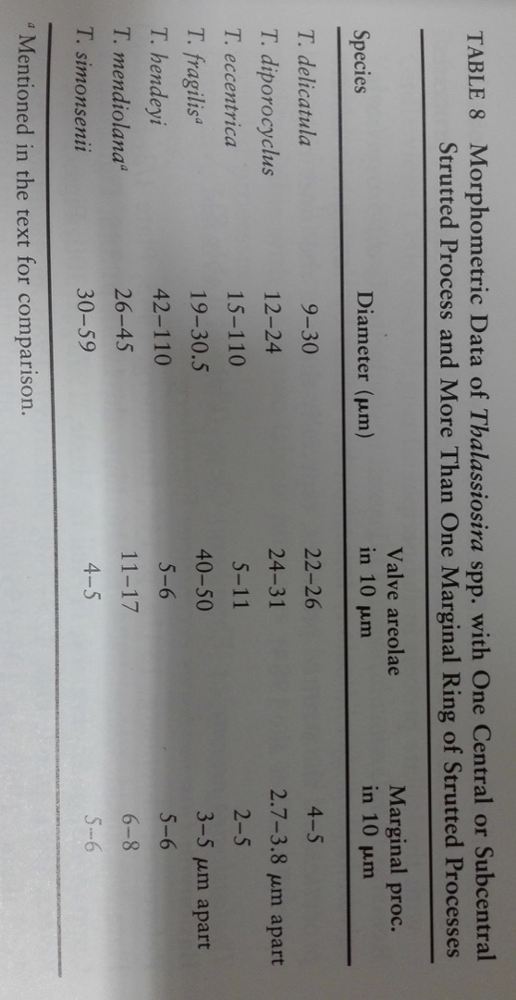 TABLE 8 Morphometric Data of Thalassiosira spp. with One Central or Subcentral
Strutted Process and More Than One Marginal Ring of Strutted Processes
Valve areolae Marginal proc.
Species Diameter (μm) in 10 μm in 10 μm
T. delicatula 9–30 22–26 4–5
T. diporocyclus 12–24 24–31 2.7–3.8 μm apart
T. eccentrica 15–110 5–11 2–5
T. fragilisᵃ 19–30.5 40–50 3–5 μm apart
T. hendeyi 42–110 5–6 5–6
T. mendiolanaᵃ 26–45 11–17 6–8
T. simonsenii 30–59 4–5 5–6
ᵃ Mentioned in the text for comparison.